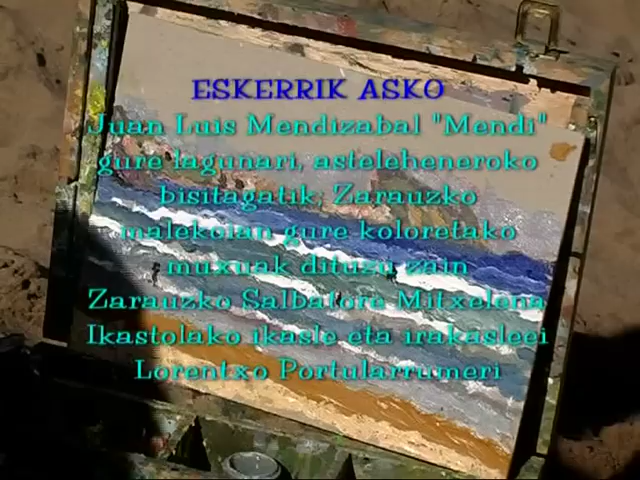 ESKERRIK ASKO
Juan Luis Mendizabal "Mendi"
gure lagunari, asteleheneroko
bisitagatik; Zarauzko
malekoian gure koloretako
muxuak dituzu zain
Zarauzko Salbatore Mitxelena
Ikastolako ikasle eta irakasleei
Lorentxo Portularrumeri